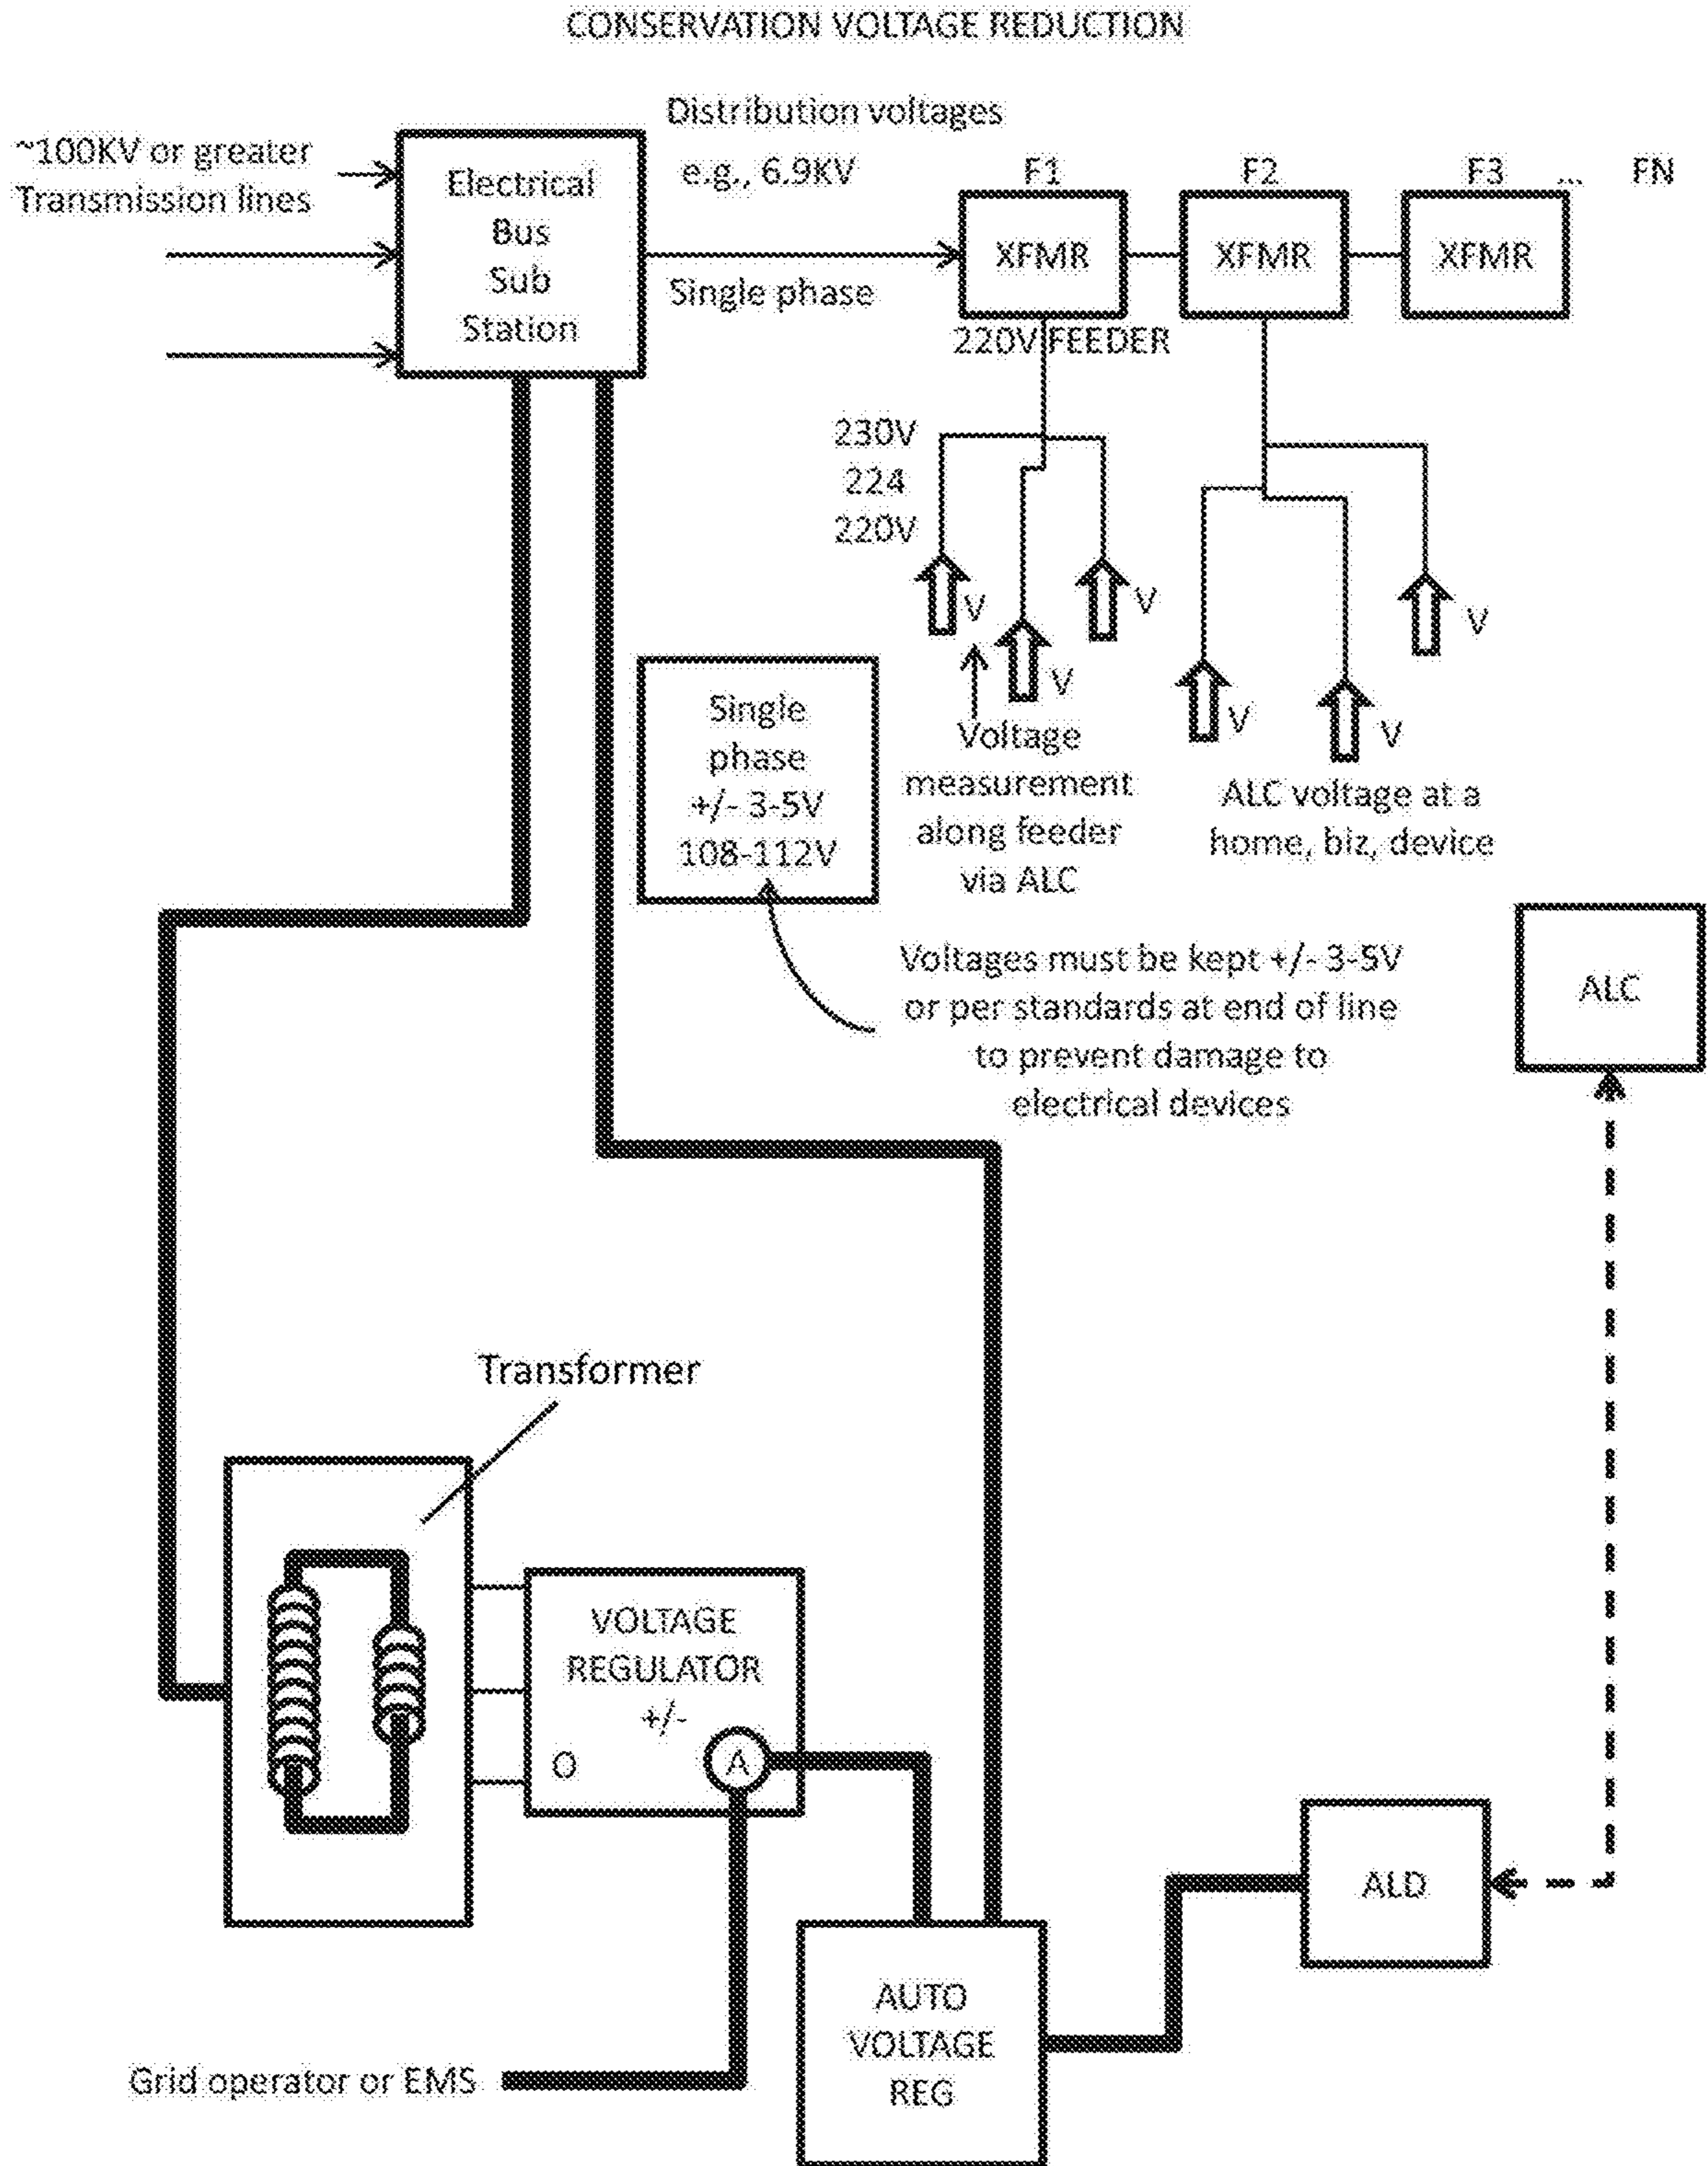 CONSERVATION VOLTAGE REDUCTION
Distribution voltages
~100KV or greater
Transmission lines
e.g., 6.9KV
F1
F2
F3
...
FN
Electrical
Bus
Sub
Station
XFMR
XFMR
XFMR
Single phase
220V FEEDER
230V
224
220V
V
V
V
V
V
V
Single
phase
+/- 3-5V
108-112V
Voltage
measurement
along feeder
via ALC
ALC voltage at a
home, biz, device
Voltages must be kept +/- 3-5V
or per standards at end of line
to prevent damage to
electrical devices
ALC
Transformer
VOLTAGE
REGULATOR
+/-
O
A
ALD
AUTO
VOLTAGE
REG
Grid operator or EMS